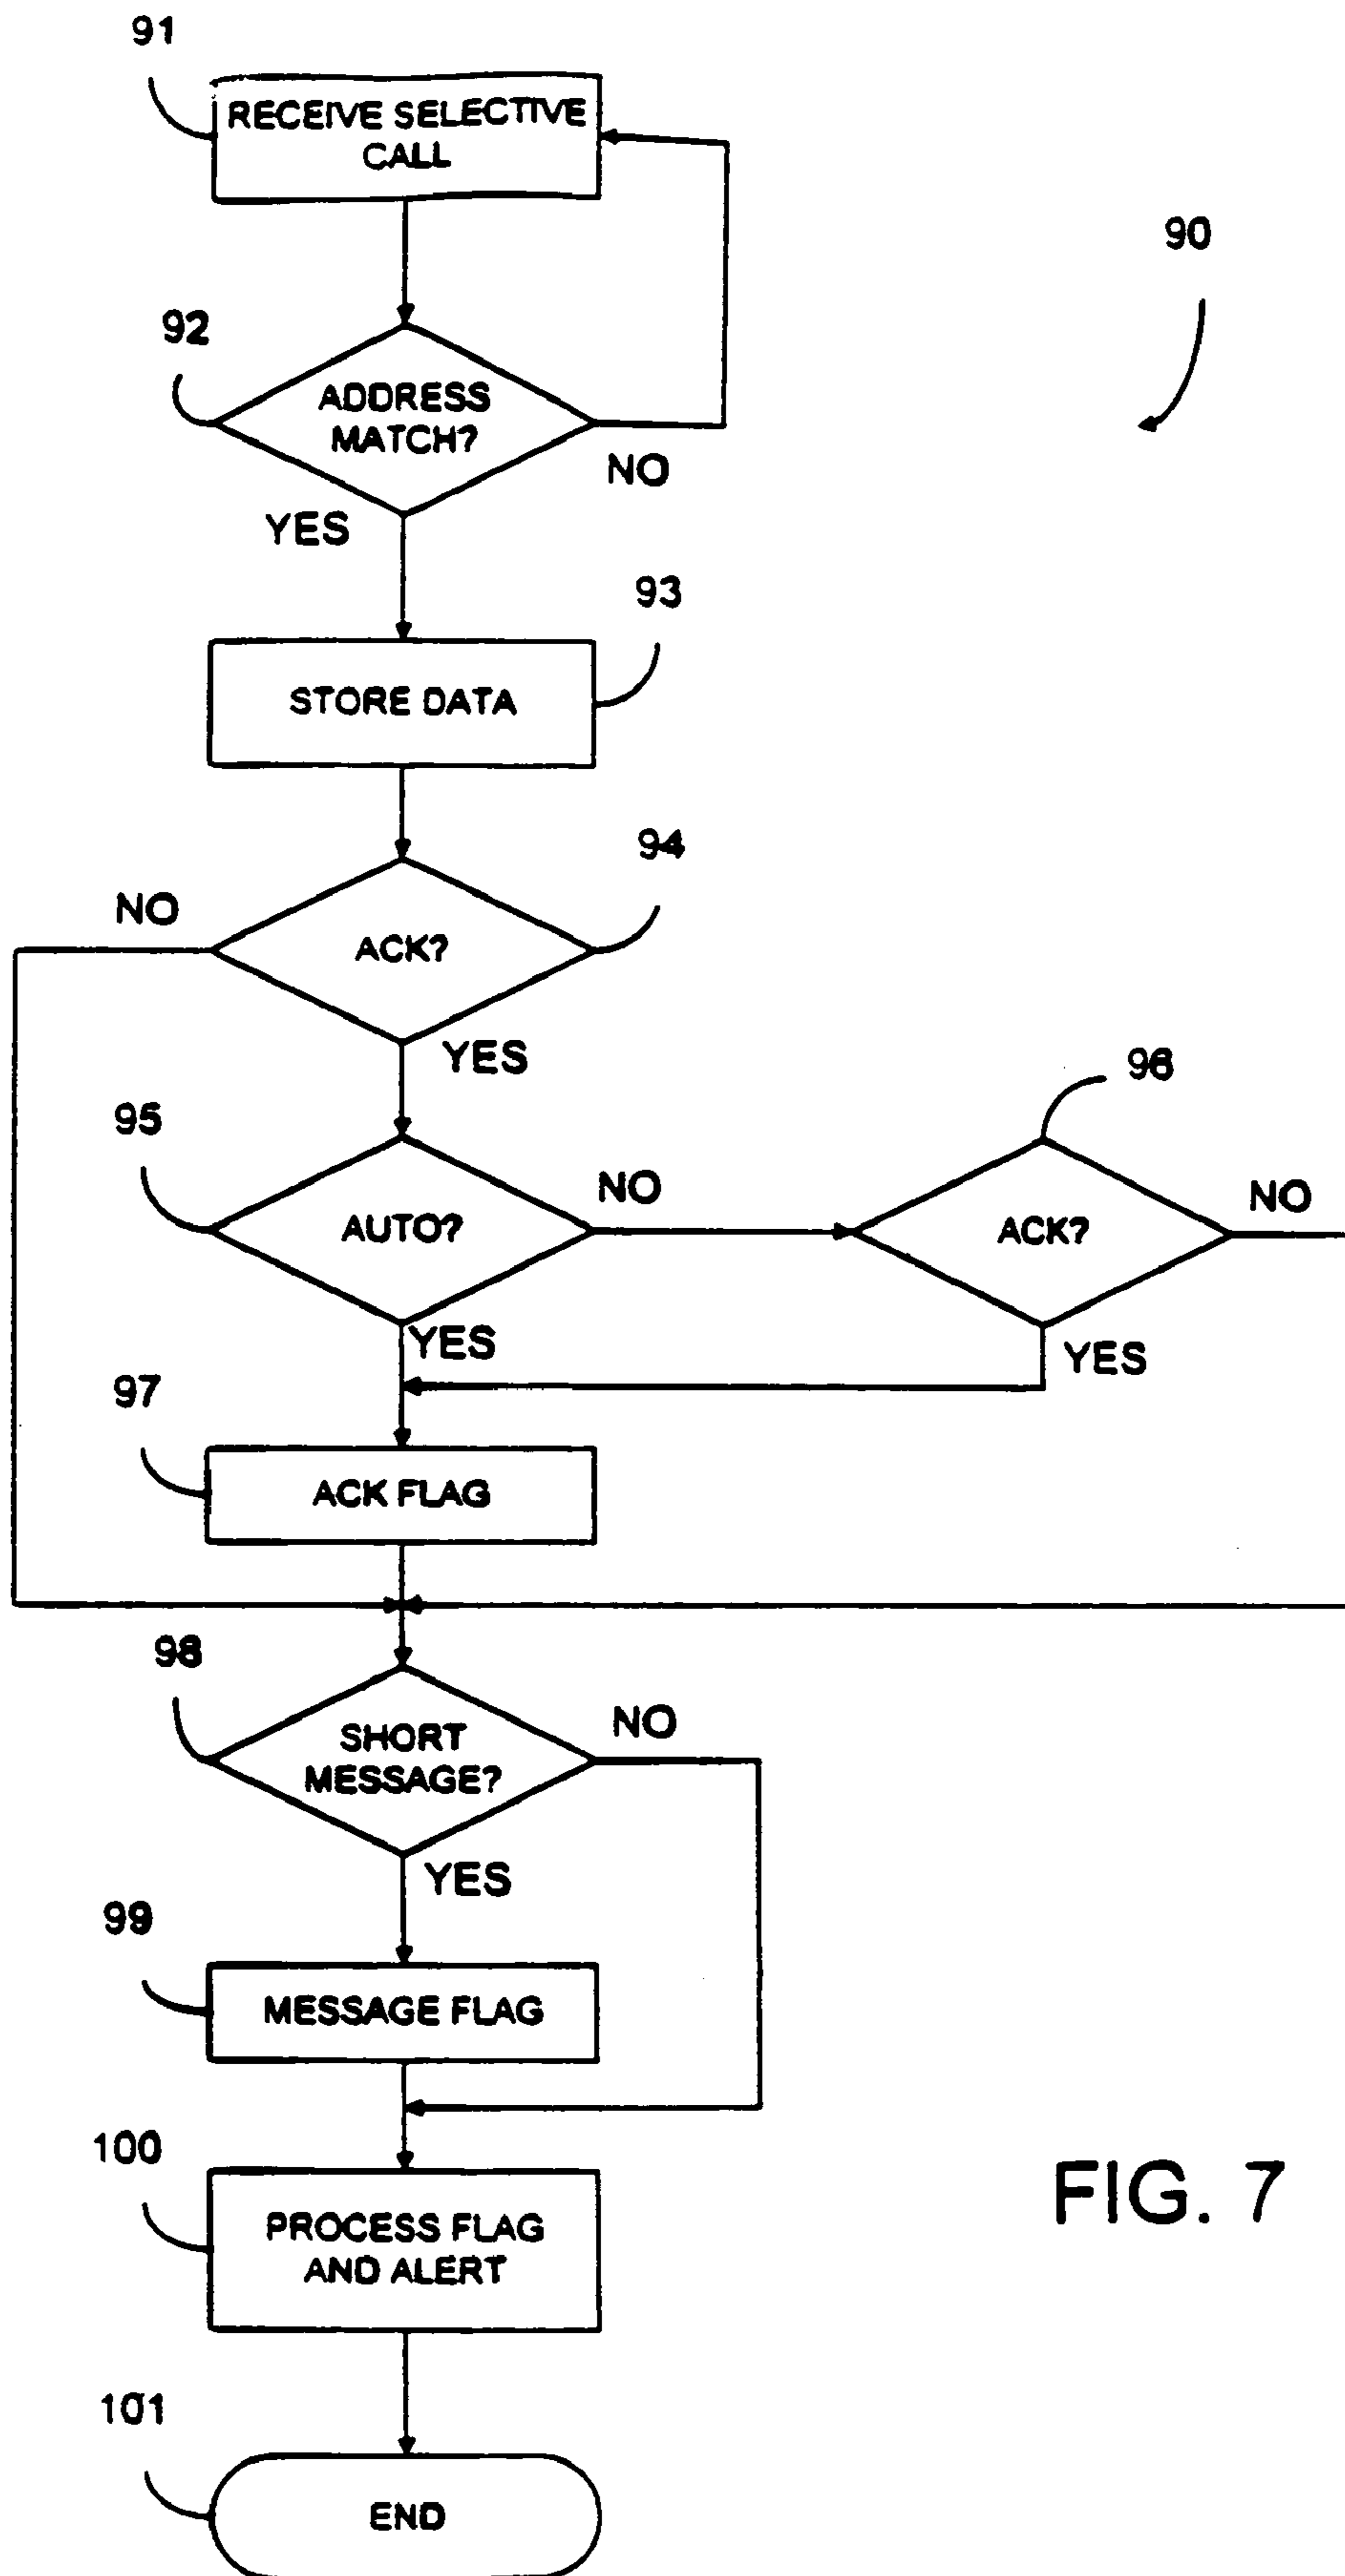 91
RECEIVE SELECTIVE
CALL
90
92
ADDRESS
MATCH?
NO
YES
93
STORE DATA
94
NO
ACK?
YES
96
95
NO
NO
AUTO?
ACK?
YES
YES
97
ACK FLAG
98
NO
SHORT
MESSAGE?
YES
99
MESSAGE FLAG
100
PROCESS FLAG
AND ALERT
FIG. 7
101
END